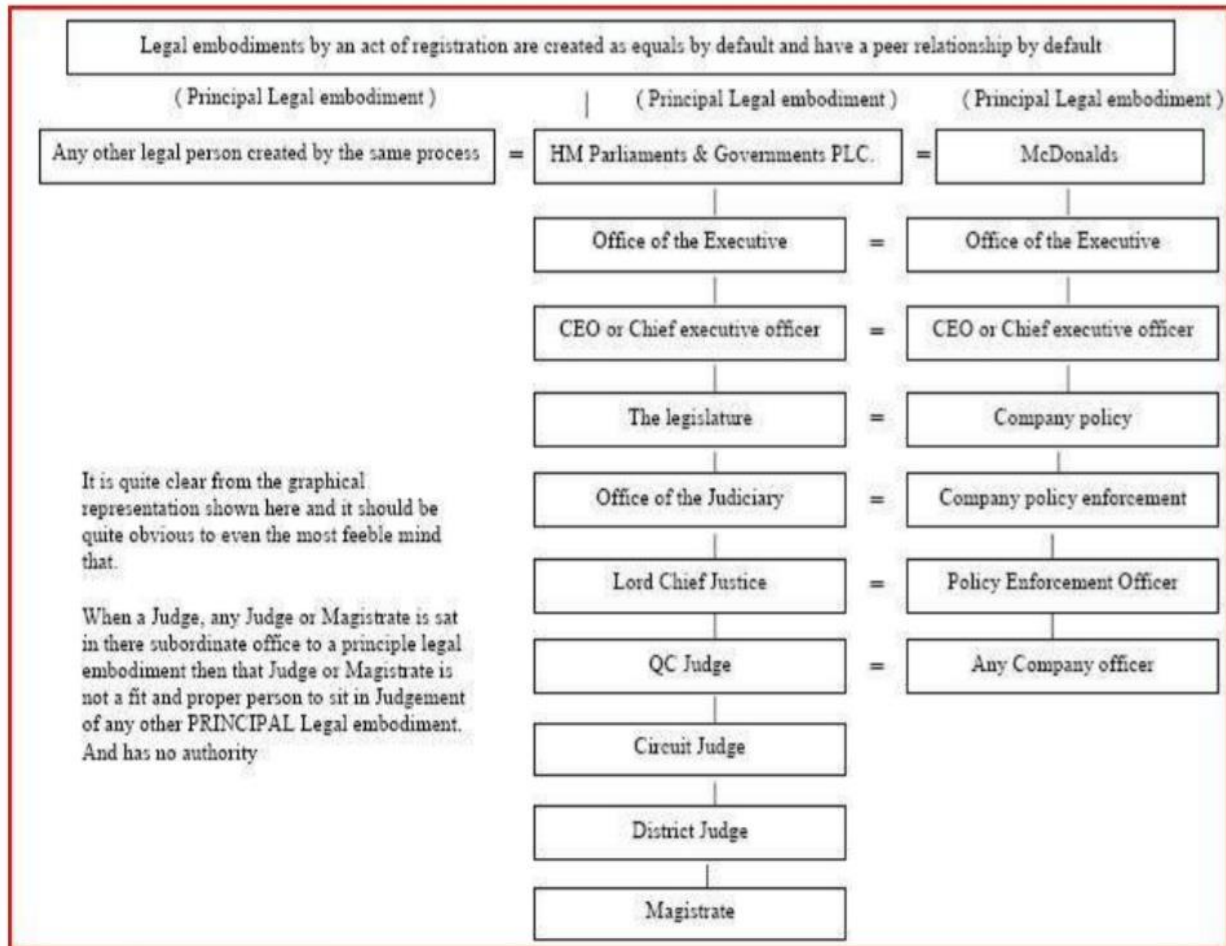 Legal embodiments by an act of registration are created as equals by default and have a peer relationship by default
( Principal Legal embodiment ) ( Principal Legal embodiment ) ( Principal Legal embodiment )
Any other legal person created by the same process = HM Parliaments & Governments PLC. = McDonalds
Office of the Executive = Office of the Executive
CEO or Chief executive officer = CEO or Chief executive officer
The legislature = Company policy
Office of the Judiciary = Company policy enforcement
Lord Chief Justice = Policy Enforcement Officer
QC Judge = Any Company officer
Circuit Judge
District Judge
Magistrate
It is quite clear from the graphical
representation shown here and it should be
quite obvious to even the most feeble mind
that.
When a Judge, any Judge or Magistrate is sat
in there subordinate office to a principle legal
embodiment then that Judge or Magistrate is
not a fit and proper person to sit in Judgement
of any other PRINCIPAL Legal embodiment.
And has no authority